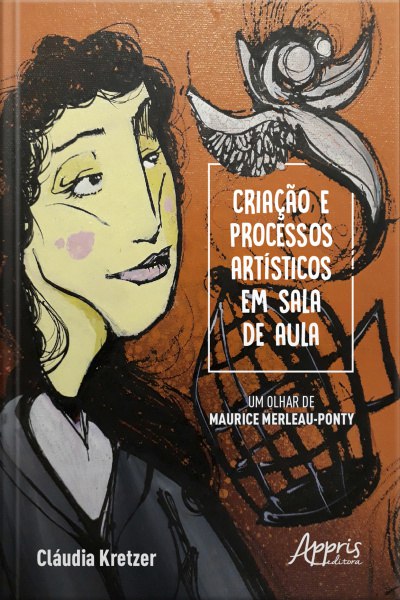 CRIAÇÃO E
PROCESSOS
ARTÍSTICOS
EM SALA
DE AULA
UM OLHAR DE
MAURICE MERLEAU-PONTY
Cláudia Kretzer
Appris
editora